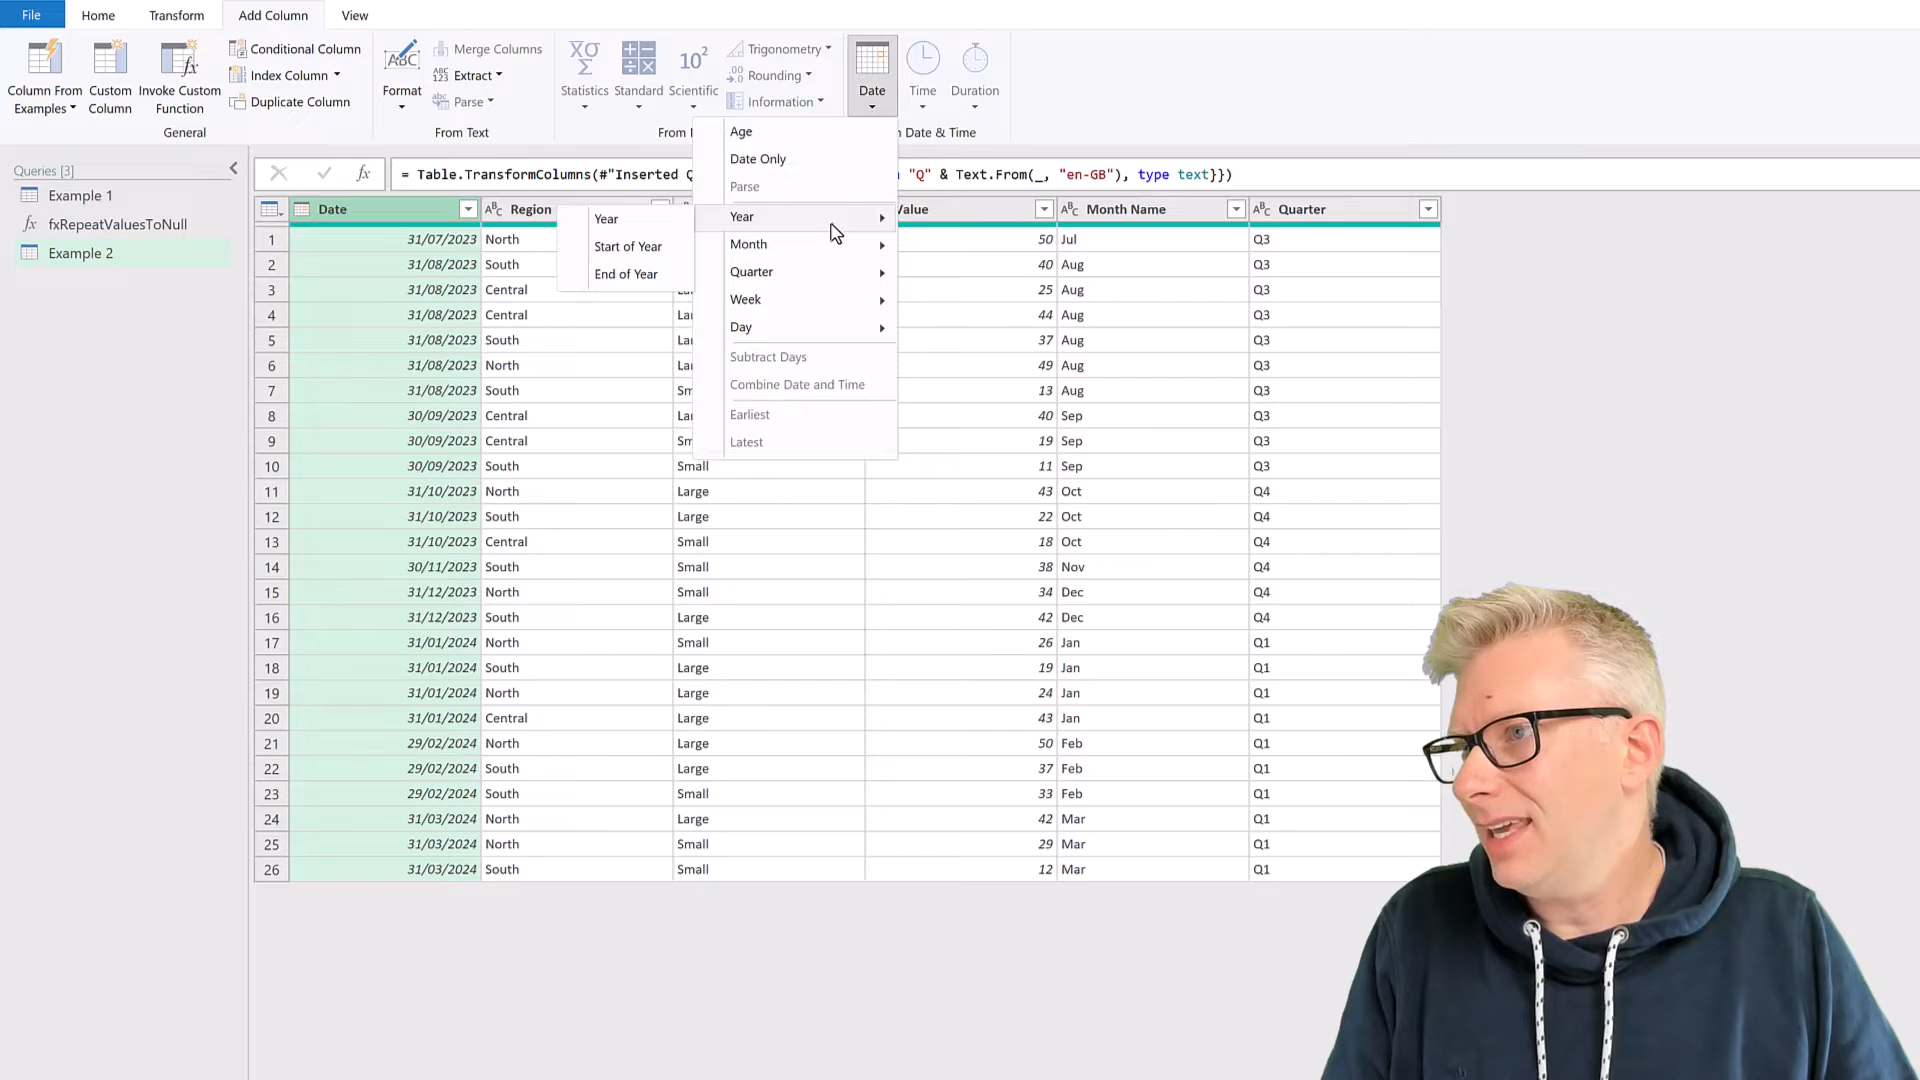 File Home Transform Add Column View
Column From Examples
Custom Column
Invoke Custom Function
Conditional Column
Index Column
Duplicate Column
General
Format
Merge Columns
ABC 123 Extract
Parse
From Text
Statistics
Standard
10² Scientific
Trigonometry
.00 Rounding
Information
Date
Time
Duration
Age
Date Only
Parse
Year
Month
Quarter
Week
Day
Subtract Days
Combine Date and Time
Earliest
Latest
Year
Start of Year
End of Year
Queries [3]
Example 1
fx fxRepeatValuesToNull
Example 2
fx = Table.TransformColumns(#"Inserted "Q" & Text.From(_, "en-GB"), type text}})
Date Region Value Month Name Quarter
1 31/07/2023 North 50 Jul Q3
2 31/08/2023 South 40 Aug Q3
3 31/08/2023 Central 25 Aug Q3
4 31/08/2023 Central 44 Aug Q3
5 31/08/2023 South 37 Aug Q3
6 31/08/2023 North 49 Aug Q3
7 31/08/2023 South 13 Aug Q3
8 30/09/2023 Central 40 Sep Q3
9 30/09/2023 Central 19 Sep Q3
10 30/09/2023 South Small 11 Sep Q3
11 31/10/2023 North Large 43 Oct Q4
12 31/10/2023 South Large 22 Oct Q4
13 31/10/2023 Central Small 18 Oct Q4
14 30/11/2023 South Small 38 Nov Q4
15 31/12/2023 North Small 34 Dec Q4
16 31/12/2023 South Large 42 Dec Q4
17 31/01/2024 North Small 26 Jan Q1
18 31/01/2024 South Large 19 Jan Q1
19 31/01/2024 North Large 24 Jan Q1
20 31/01/2024 Central Large 43 Jan Q1
21 29/02/2024 North Large 50 Feb Q1
22 29/02/2024 South Large 37 Feb Q1
23 29/02/2024 South Small 33 Feb Q1
24 31/03/2024 North Large 42 Mar Q1
25 31/03/2024 North Small 29 Mar Q1
26 31/03/2024 South Small 12 Mar Q1